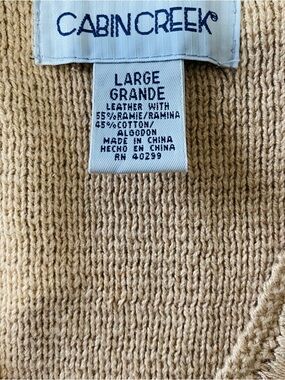 CABIN CREEK®
LARGE
GRANDE
LEATHER WITH
55%RAMIE/RAMINA
45%COTTON/
ALGODON
MADE IN CHINA
HECHO EN CHINA
RN 40299